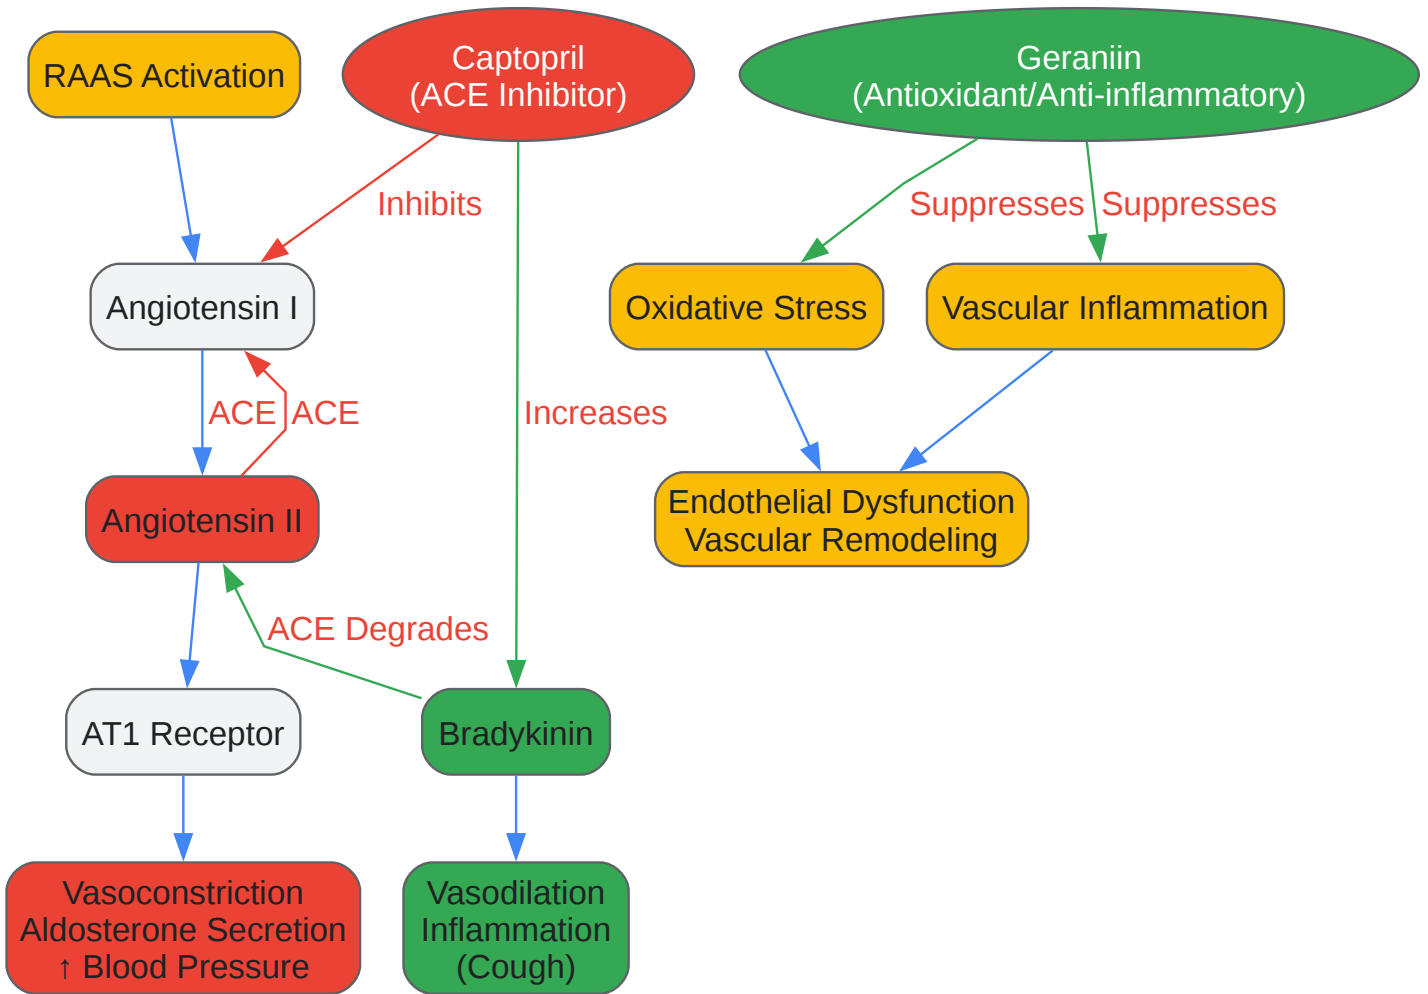 RAAS Activation
Captopril
(ACE Inhibitor)
Geraniin
(Antioxidant/Anti-inflammatory)
Inhibits
Suppresses
Suppresses
Angiotensin I
Oxidative Stress
Vascular Inflammation
ACE
ACE
Increases
Angiotensin II
Endothelial Dysfunction
Vascular Remodeling
ACE Degrades
AT1 Receptor
Bradykinin
Vasoconstriction
Aldosterone Secretion
↑ Blood Pressure
Vasodilation
Inflammation
(Cough)